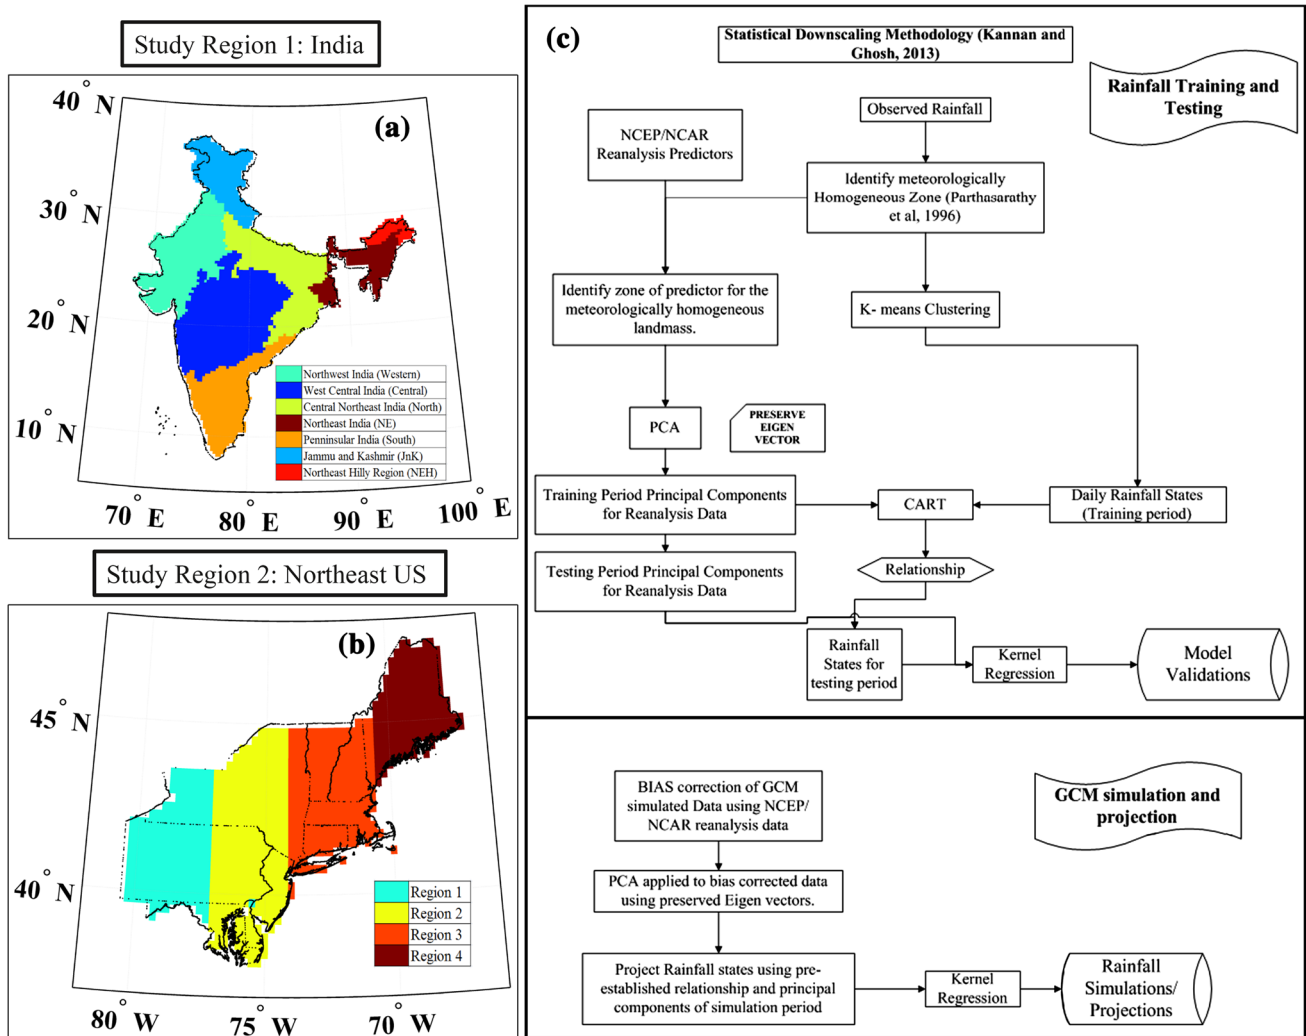 Study Region 1: India
40° N
(a)
30° N
20° N
10° N
Northwest India (Western)
West Central India (Central)
Central Northeast India (North)
Northeast India (NE)
Penninsular India (South)
Jammu and Kashmir (JnK)
Northeast Hilly Region (NEH)
70° E
80° E
90° E
100° E
Study Region 2: Northeast US
(b)
45° N
40° N
Region 1
Region 2
Region 3
Region 4
80° W
75° W
70° W
(c)
Statistical Downscaling Methodology (Kannan and
Ghosh, 2013)
Rainfall Training and
Testing
NCEP/NCAR
Reanalysis Predictors
Observed Rainfall
Identify meteorologically
Homogeneous Zone (Parthasarathy
et al, 1996)
Identify zone of predictor for the
meteorologically homogeneous
landmass.
K- means Clustering
PCA
PRESERVE
EIGEN
VECTOR
Training Period Principal Components
for Reanalysis Data
CART
Daily Rainfall States
(Training period)
Testing Period Principal Components
for Reanalysis Data
Relationship
Rainfall
States for
testing period
Kernel
Regression
Model
Validations
BIAS correction of GCM
simulated Data using NCEP/
NCAR reanalysis data
GCM simulation and
projection
PCA applied to bias corrected data
using preserved Eigen vectors.
Project Rainfall states using pre-
established relationship and principal
components of simulation period
Kernel
Regression
Rainfall
Simulations/
Projections